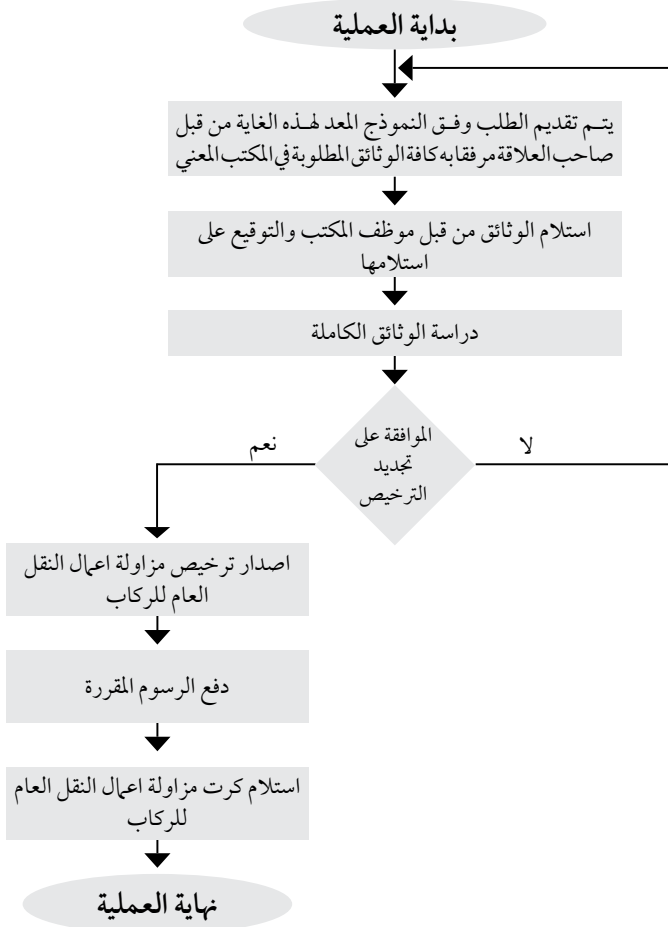 بداية العملية
يتم تقديم الطلب وفق النموذج المعد لهذه الغاية من قبل
صاحب العلاقة مرفقا به كافة الوثائق المطلوبة في المكتب المعني
استلام الوثائق من قبل موظف المكتب والتوقيع على
استلامها
دراسة الوثائق الكاملة
الموافقة على
تجديد
الترخيص
لا
نعم
اصدار ترخيص مزاولة اعمال النقل
العام للركاب
دفع الرسوم المقررة
استلام كرت مزاولة اعمال النقل العام
للركاب
نهاية العملية